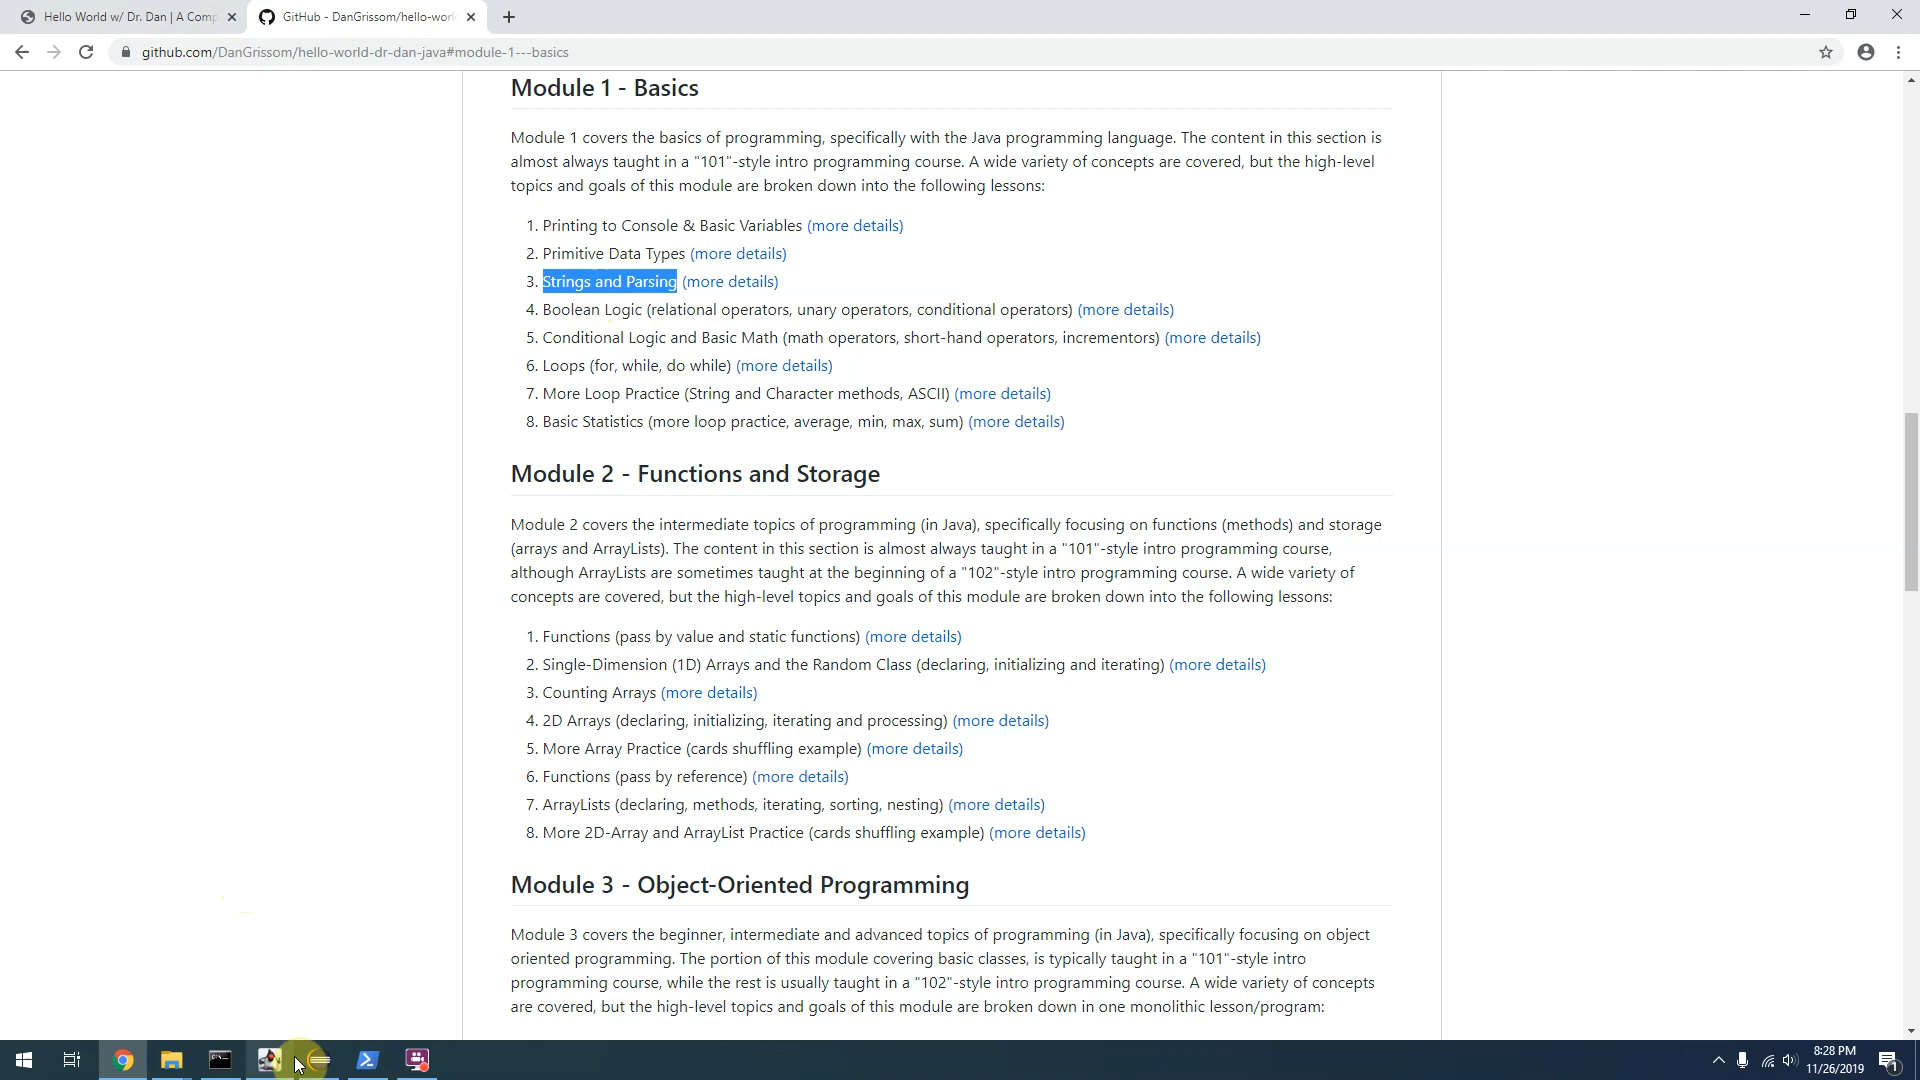 Hello World w/ Dr. Dan | A Comp
GitHub - DanGrissom/hello-worl
github.com/DanGrissom/hello-world-dr-dan-java#module-1---basics
Module 1 - Basics
Module 1 covers the basics of programming, specifically with the Java programming language. The content in this section is
almost always taught in a "101"-style intro programming course. A wide variety of concepts are covered, but the high-level
topics and goals of this module are broken down into the following lessons:
1. Printing to Console & Basic Variables (more details)
2. Primitive Data Types (more details)
3. Strings and Parsing (more details)
4. Boolean Logic (relational operators, unary operators, conditional operators) (more details)
5. Conditional Logic and Basic Math (math operators, short-hand operators, incrementors) (more details)
6. Loops (for, while, do while) (more details)
7. More Loop Practice (String and Character methods, ASCII) (more details)
8. Basic Statistics (more loop practice, average, min, max, sum) (more details)
Module 2 - Functions and Storage
Module 2 covers the intermediate topics of programming (in Java), specifically focusing on functions (methods) and storage
(arrays and ArrayLists). The content in this section is almost always taught in a "101"-style intro programming course,
although ArrayLists are sometimes taught at the beginning of a "102"-style intro programming course. A wide variety of
concepts are covered, but the high-level topics and goals of this module are broken down into the following lessons:
1. Functions (pass by value and static functions) (more details)
2. Single-Dimension (1D) Arrays and the Random Class (declaring, initializing and iterating) (more details)
3. Counting Arrays (more details)
4. 2D Arrays (declaring, initializing, iterating and processing) (more details)
5. More Array Practice (cards shuffling example) (more details)
6. Functions (pass by reference) (more details)
7. ArrayLists (declaring, methods, iterating, sorting, nesting) (more details)
8. More 2D-Array and ArrayList Practice (cards shuffling example) (more details)
Module 3 - Object-Oriented Programming
Module 3 covers the beginner, intermediate and advanced topics of programming (in Java), specifically focusing on object
oriented programming. The portion of this module covering basic classes, is typically taught in a "101"-style intro
programming course, while the rest is usually taught in a "102"-style intro programming course. A wide variety of concepts
are covered, but the high-level topics and goals of this module are broken down in one monolithic lesson/program:
8:28 PM
11/26/2019
1